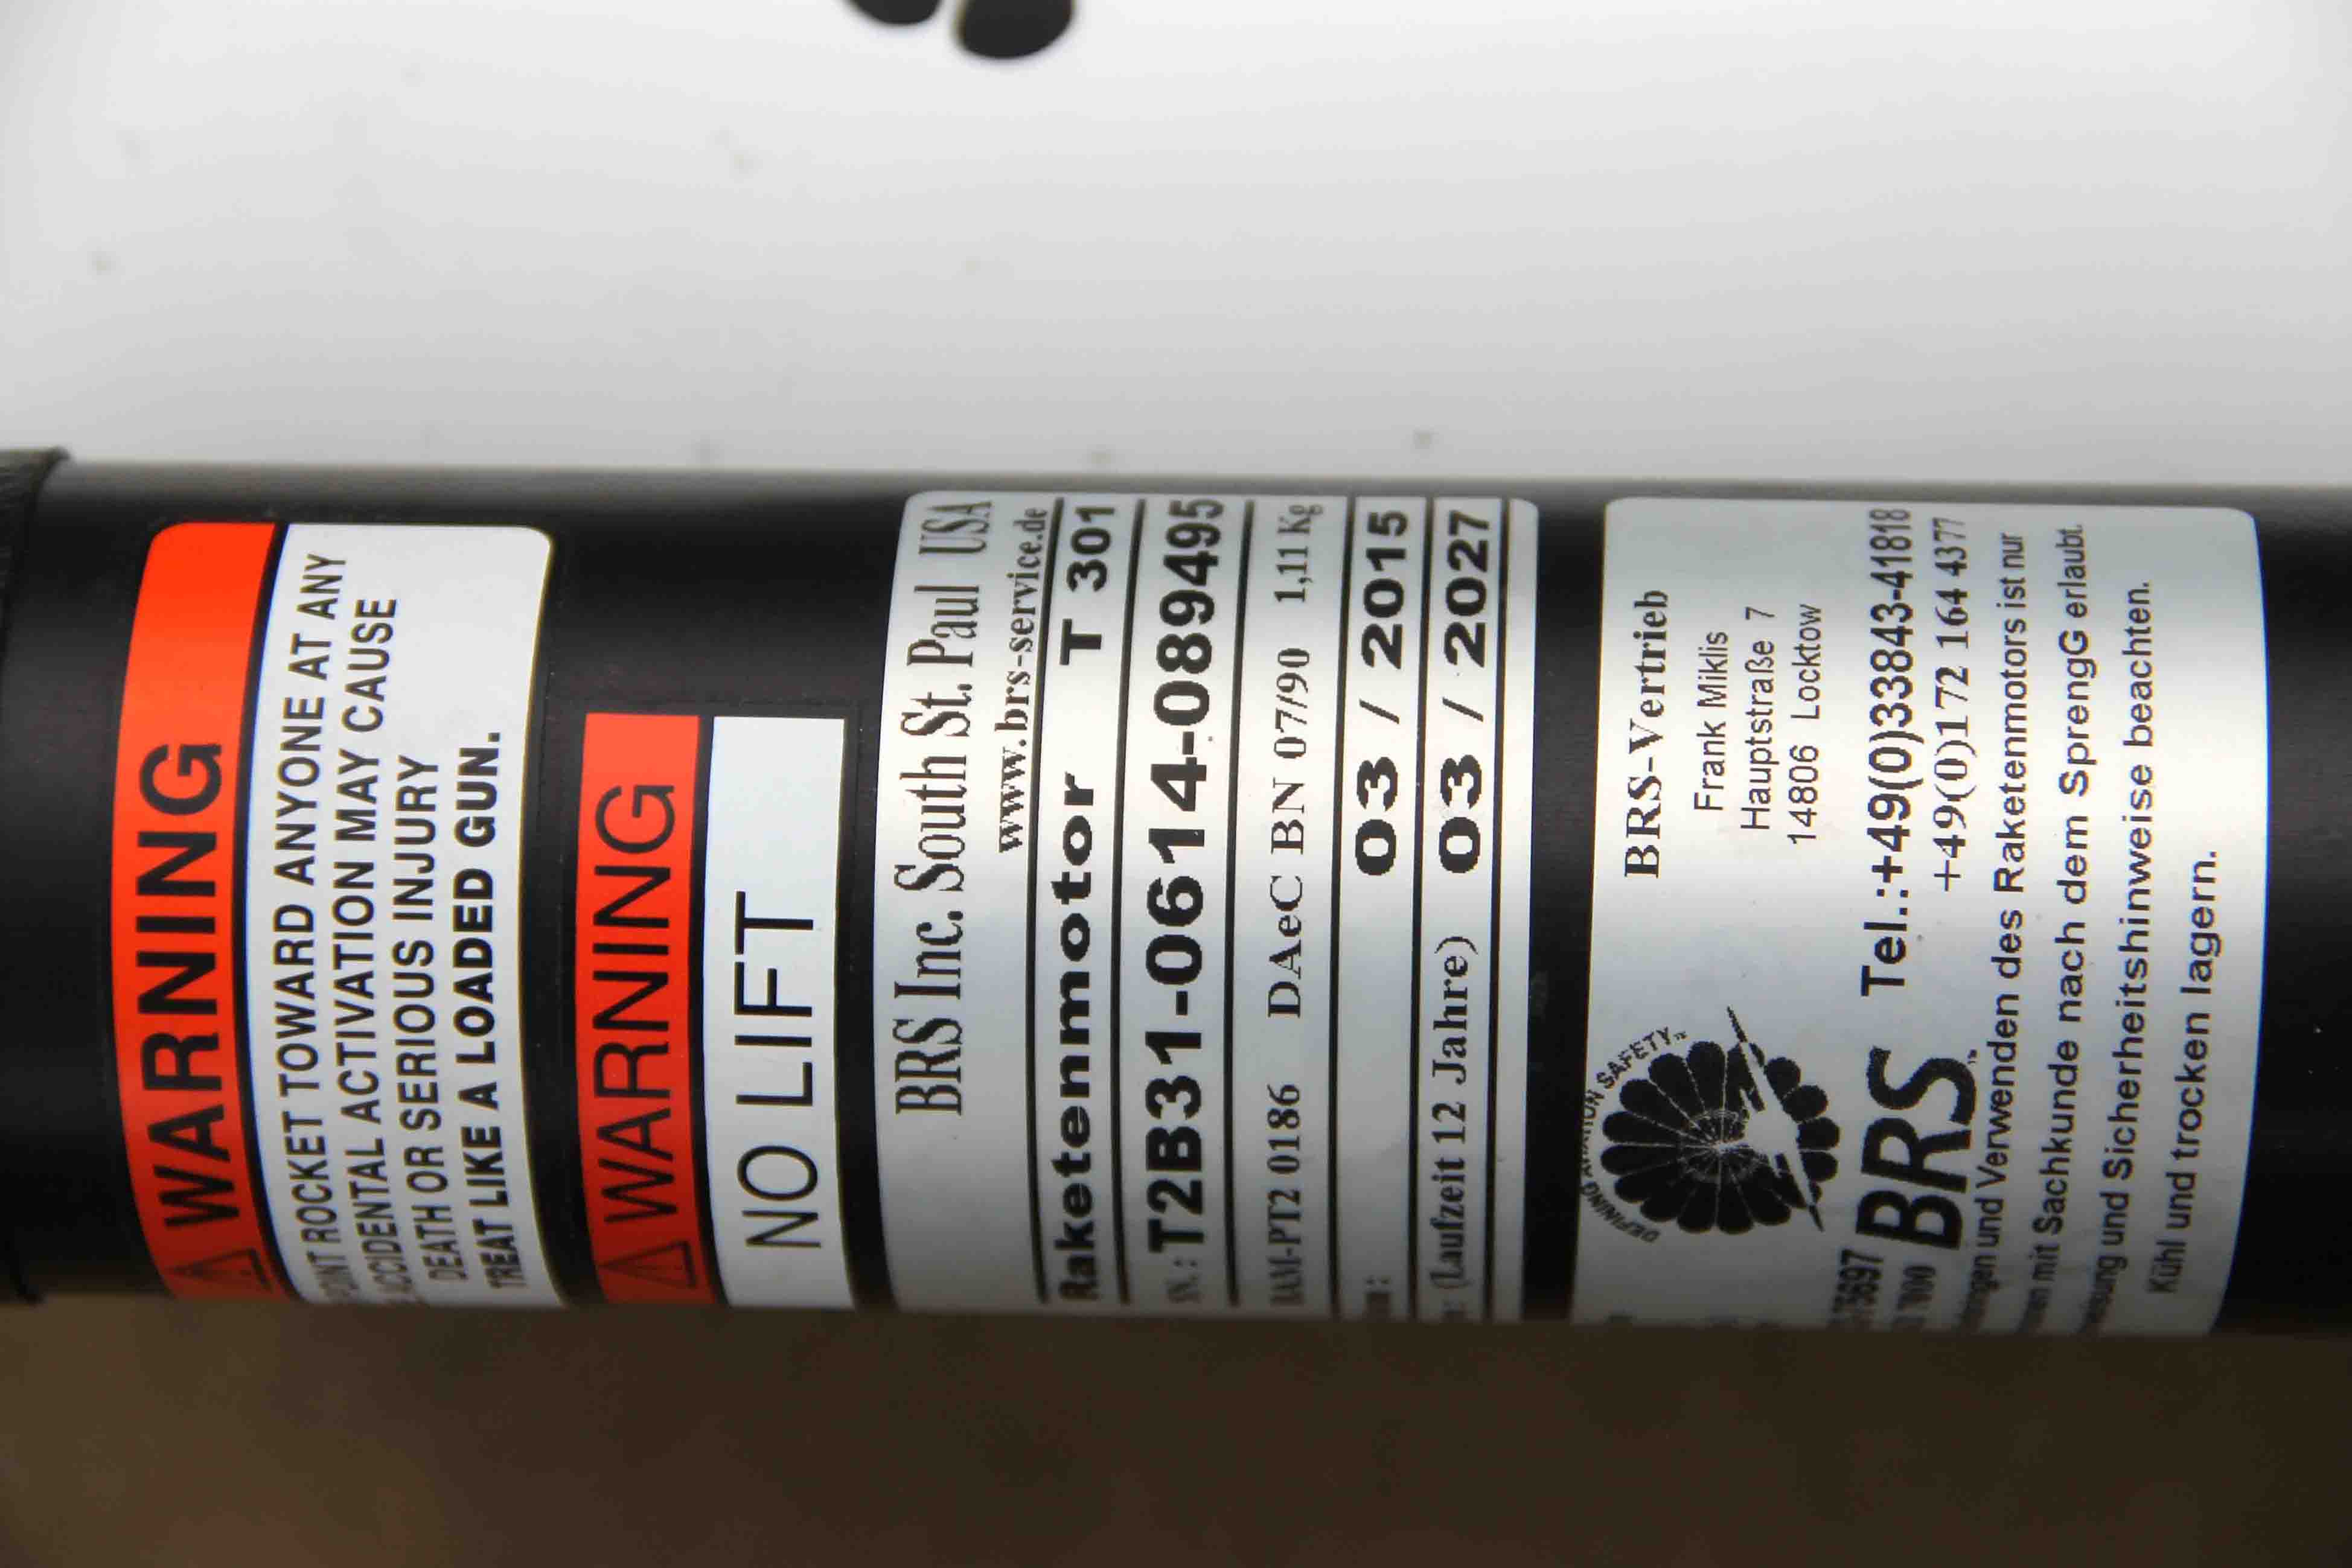 WARNING
POINT ROCKET TOWARD ANYONE AT ANY
ACCIDENTAL ACTIVATION MAY CAUSE
DEATH OR SERIOUS INJURY
TREAT LIKE A LOADED GUN.
WARNING
NO LIFT
BRS Inc. South St. Paul USA
www.brs-service.de
Raketenmotor T 301
SN.: T2B31-0614-089495
BAM-PT2 0186 DAeC BN 07/90 1,11 Kg
03 / 2015
(Laufzeit 12 Jahre) 03 / 2027
BRS-Vertrieb
Frank Miklis
Hauptstraße 7
14806 Locktow
DEFINING AVIATION SAFETY™
BRS™
Tel.:+49(0)33843-41818
+49(0)172 164 4377
und Verwenden des Raketenmotors ist nur
mit Sachkunde nach dem SprengG erlaubt.
und Sicherheitshinweise beachten.
Kühl und trocken lagern.